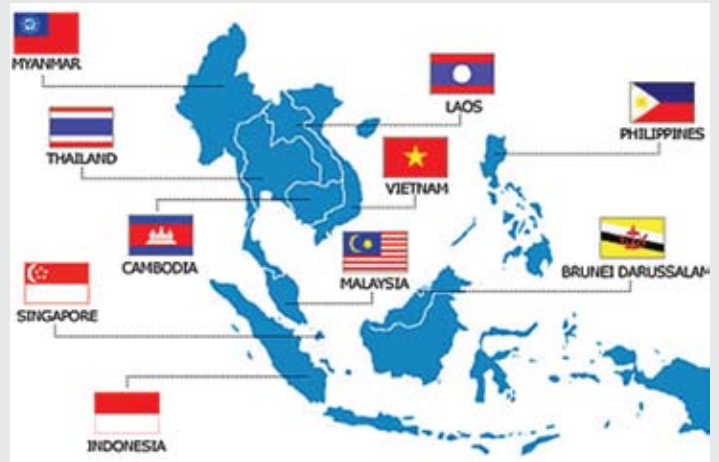 MYANMAR
LAOS
PHILIPPINES
THAILAND
VIETNAM
CAMBODIA
MALAYSIA
BRUNEI DARUSSALAM
SINGAPORE
INDONESIA